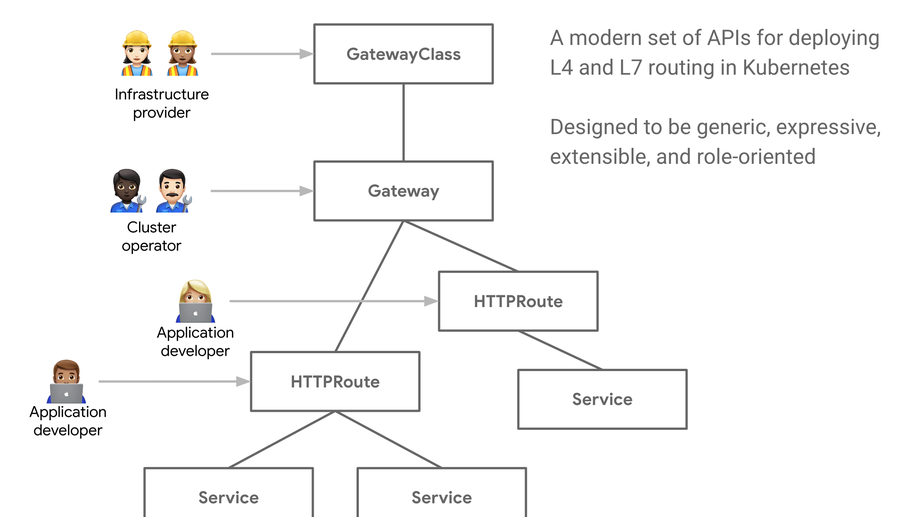 GatewayClass
A modern set of APIs for deploying
L4 and L7 routing in Kubernetes
Infrastructure
provider
Designed to be generic, expressive,
extensible, and role-oriented
Gateway
Cluster
operator
HTTPRoute
Application
developer
HTTPRoute
Service
Application
developer
Service
Service